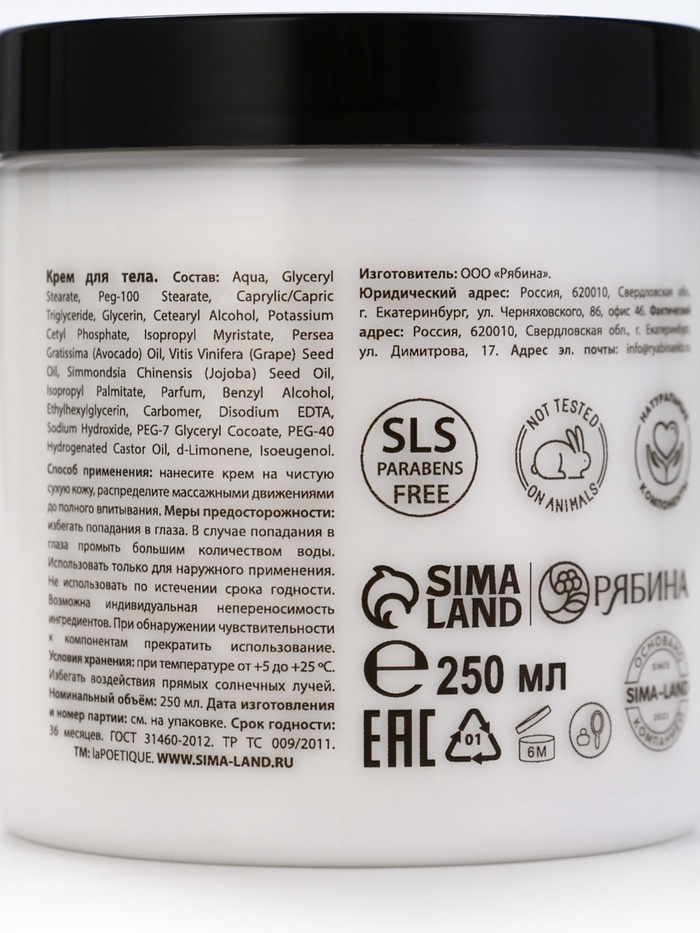 Крем для тела. Состав: Aqua, Glyceryl
Stearate, Peg-100 Stearate, Caprylic/Capric
Triglyceride, Glycerin, Cetearyl Alcohol, Potassium
Cetyl Phosphate, Isopropyl Myristate, Persea
Gratissima (Avocado) Oil, Vitis Vinifera (Grape) Seed
Oil, Simmondsia Chinensis (Jojoba) Seed Oil,
Isopropyl Palmitate, Parfum, Benzyl Alcohol,
Ethylhexylglycerin, Carbomer, Disodium EDTA,
Sodium Hydroxide, PEG-7 Glyceryl Cocoate, PEG-40
Hydrogenated Castor Oil, d-Limonene, Isoeugenol.
Способ применения: нанесите крем на чистую
сухую кожу, распределите массажными движениями
до полного впитывания. Меры предосторожности:
избегать попадания в глаза. В случае попадания в
глаза промыть большим количеством воды.
Использовать только для наружного применения.
Не использовать по истечении срока годности.
Возможна индивидуальная непереносимость
ингредиентов. При обнаружении чувствительности
к компонентам прекратить использование.
Условия хранения: при температуре от +5 до +25 ºС.
Избегать воздействия прямых солнечных лучей.
Номинальный объём: 250 мл. Дата изготовления
и номер партии: см. на упаковке. Срок годности:
36 месяцев. ГОСТ 31460-2012. ТР ТС 009/2011.
ТМ: laPOETIQUE. WWW.SIMA-LAND.RU
Изготовитель: ООО «Рябина».
Юридический адрес: Россия, 620010, Свердловская обл.,
г. Екатеринбург, ул. Черняховского, 86, офис 46. Фактический
адрес: Россия, 620010, Свердловская обл., г. Екатеринбург,
ул. Димитрова, 17. Адрес эл. почты:
SLS
PARABENS
FREE
NOT TESTED
ON ANIMALS
НАТУРАЛЬНЫЕ
КОМПОНЕНТЫ
SIMA
LAND
РЯБИНА
е 250 мл
ОСНОВАНО
SINCE
SIMA-LAND
КОМПАНИЕЙ
EAC
01
6M